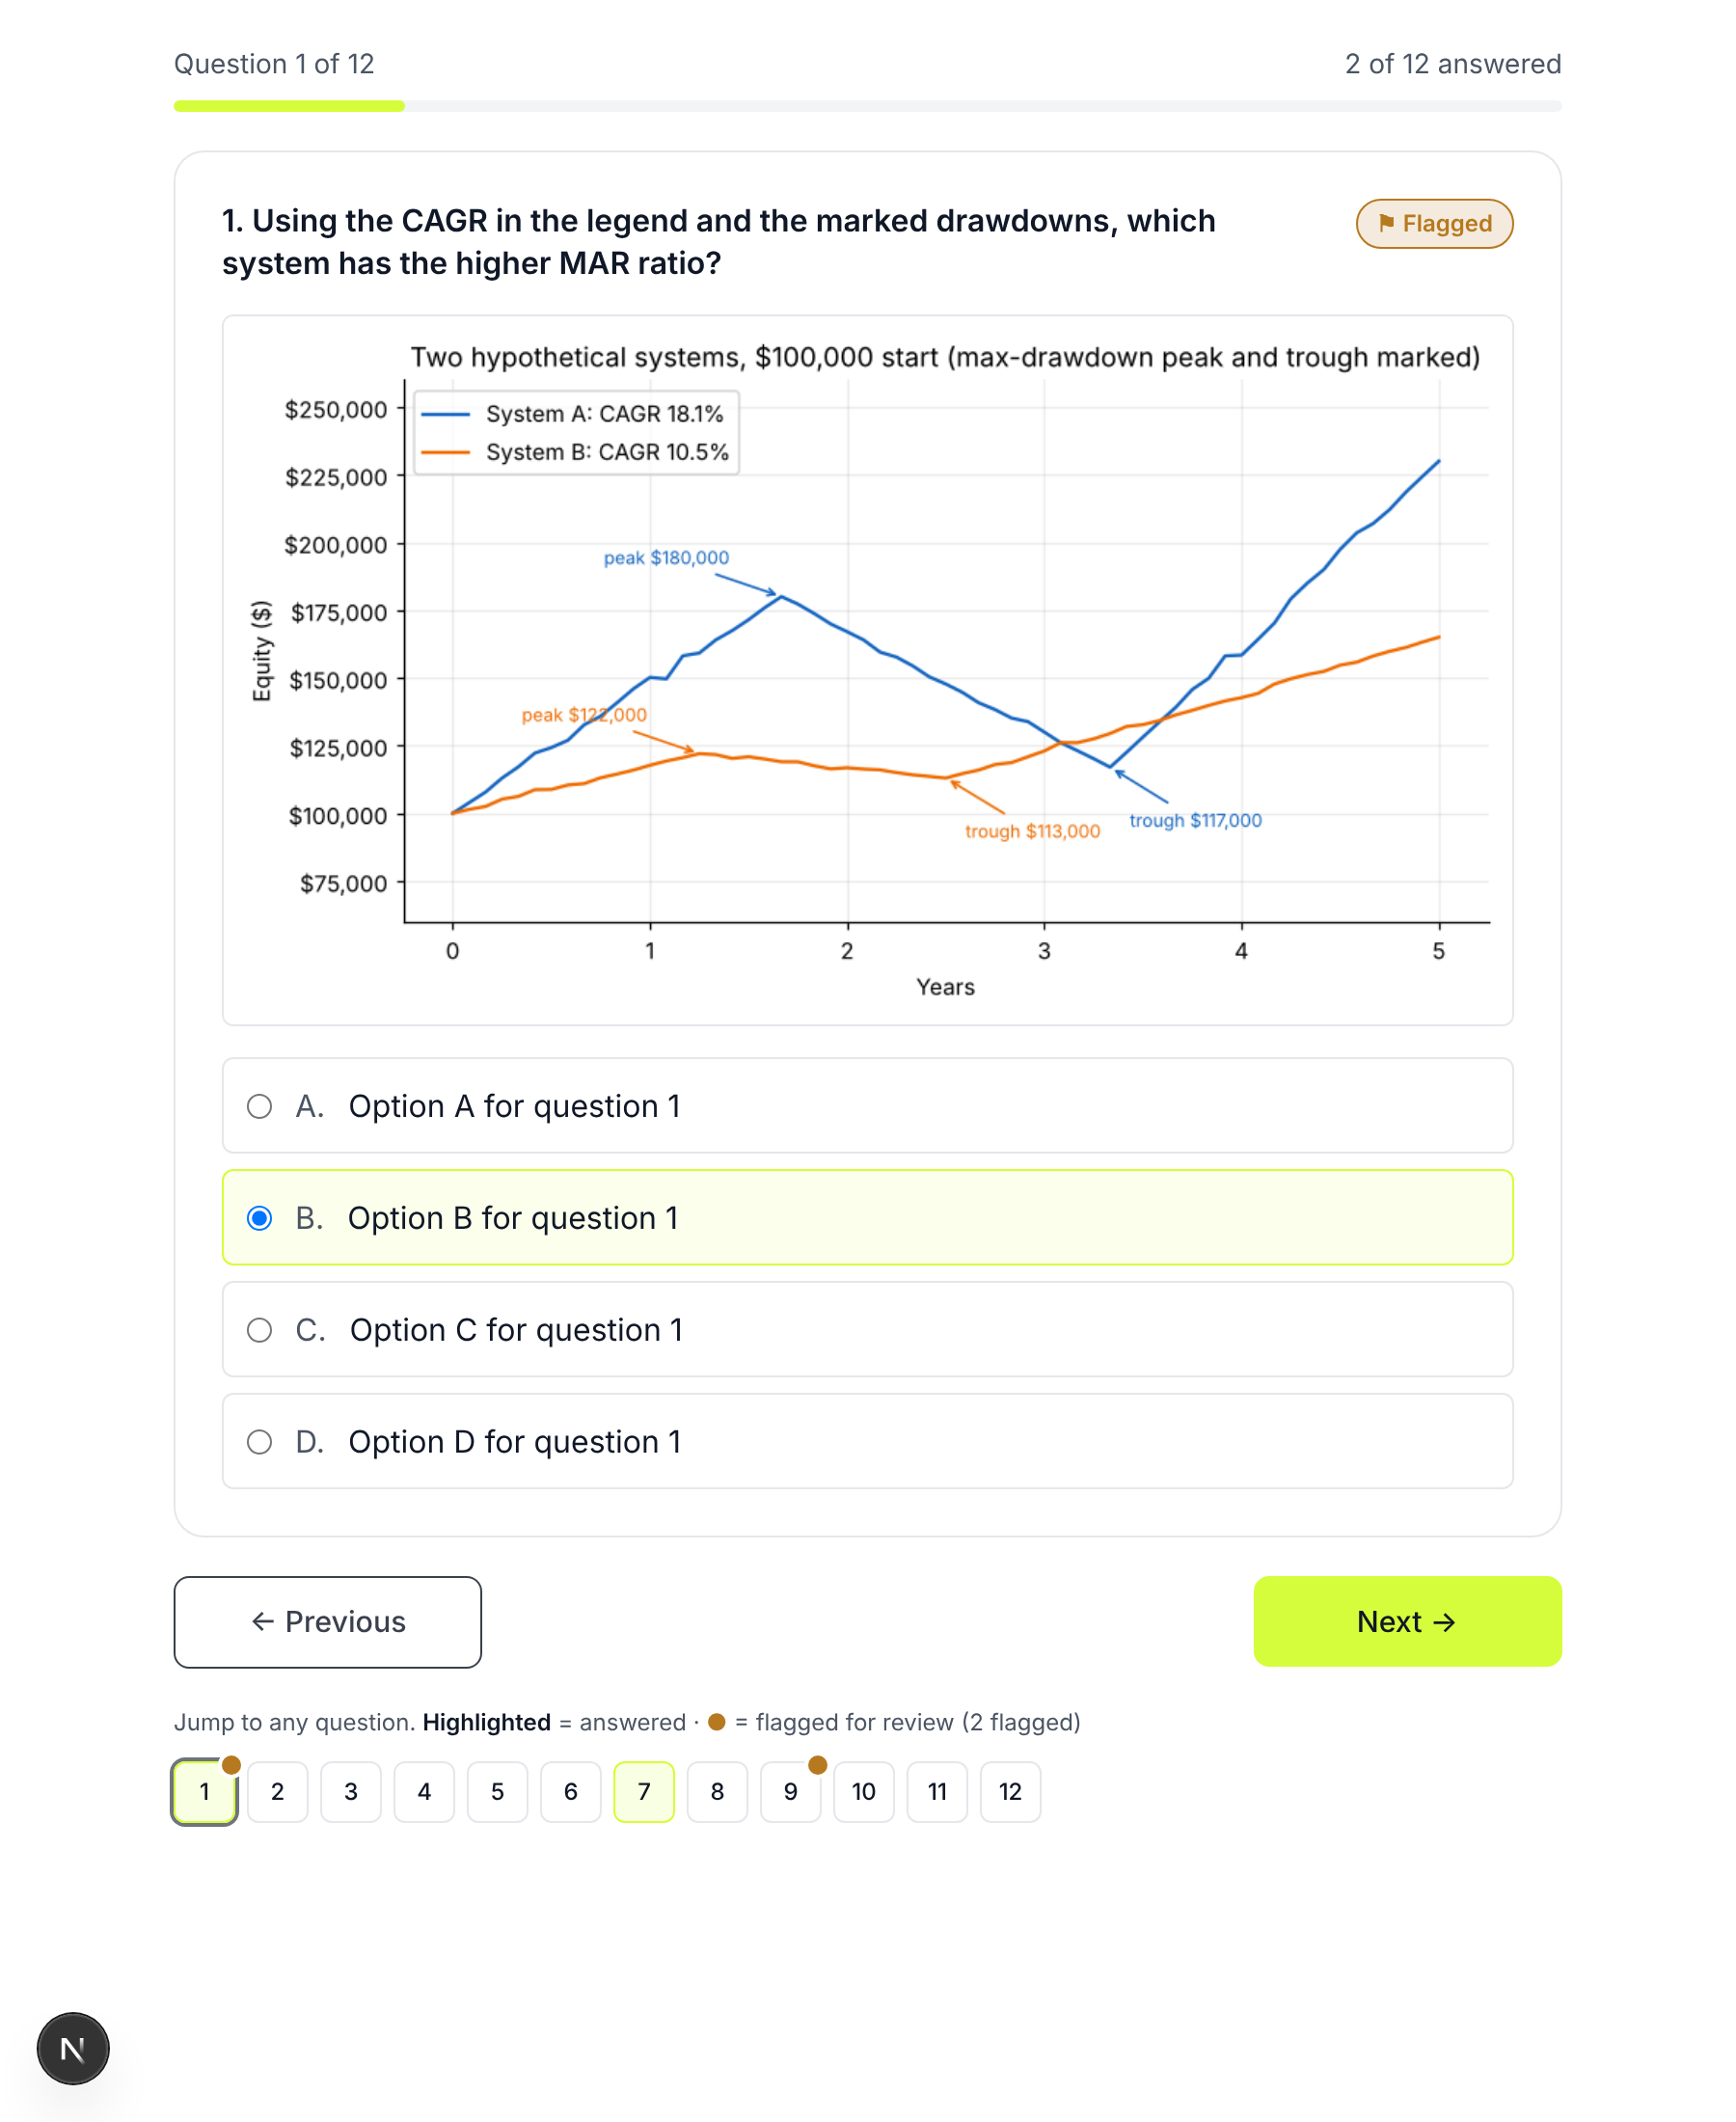 Question 1 of 12
2 of 12 answered
1. Using the CAGR in the legend and the marked drawdowns, which
system has the higher MAR ratio?
⚑ Flagged
Two hypothetical systems, $100,000 start (max-drawdown peak and trough marked)
System A: CAGR 18.1%
System B: CAGR 10.5%
$250,000
$225,000
$200,000
$175,000
$150,000
$125,000
$100,000
$75,000
Equity ($)
peak $180,000
peak $122,000
trough $113,000
trough $117,000
0 1 2 3 4 5
Years
A. Option A for question 1
B. Option B for question 1
C. Option C for question 1
D. Option D for question 1
← Previous
Next →
Jump to any question. Highlighted = answered · ● = flagged for review (2 flagged)
1 2 3 4 5 6 7 8 9 10 11 12
N